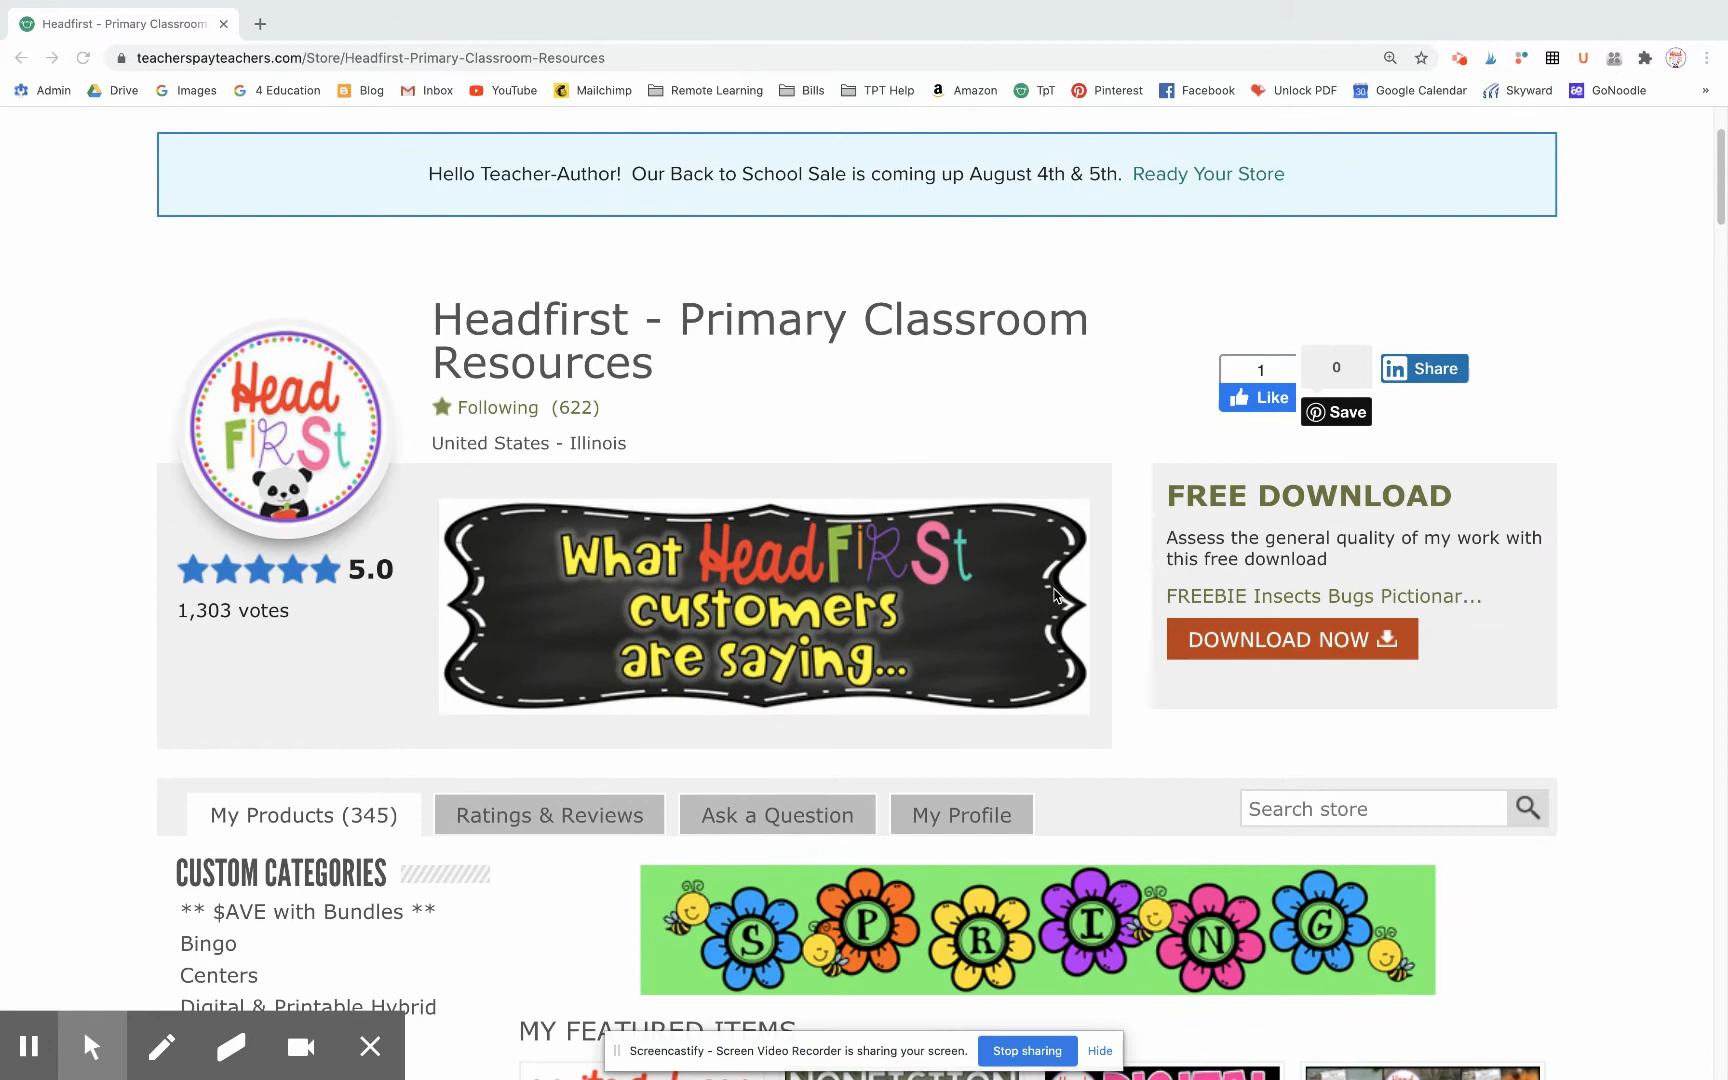 Headfirst - Primary Classroom
teacherspayteachers.com/Store/Headfirst-Primary-Classroom-Resources
Admin Drive Images 4 Education Blog Inbox YouTube Mailchimp Remote Learning Bills TPT Help Amazon TpT Pinterest Facebook Unlock PDF Google Calendar Skyward GoNoodle »
Hello Teacher-Author! Our Back to School Sale is coming up August 4th & 5th. Ready Your Store
Headfirst - Primary Classroom
Resources
Following (622)
United States - Illinois
1
Like
0
Save
in Share
Head
FiRSt
5.0
1,303 votes
What HeadFiRSt
customers
are saying...
FREE DOWNLOAD
Assess the general quality of my work with
this free download
FREEBIE Insects Bugs Pictionar...
DOWNLOAD NOW
My Products (345)
Ratings & Reviews
Ask a Question
My Profile
Search store
CUSTOM CATEGORIES
** $AVE with Bundles **
Bingo
Centers
Digital & Printable Hybrid
SPRING
MY FEATURED ITEMS
Screencastify - Screen Video Recorder is sharing your screen. Stop sharing Hide
NONFICTION
DIGITAL